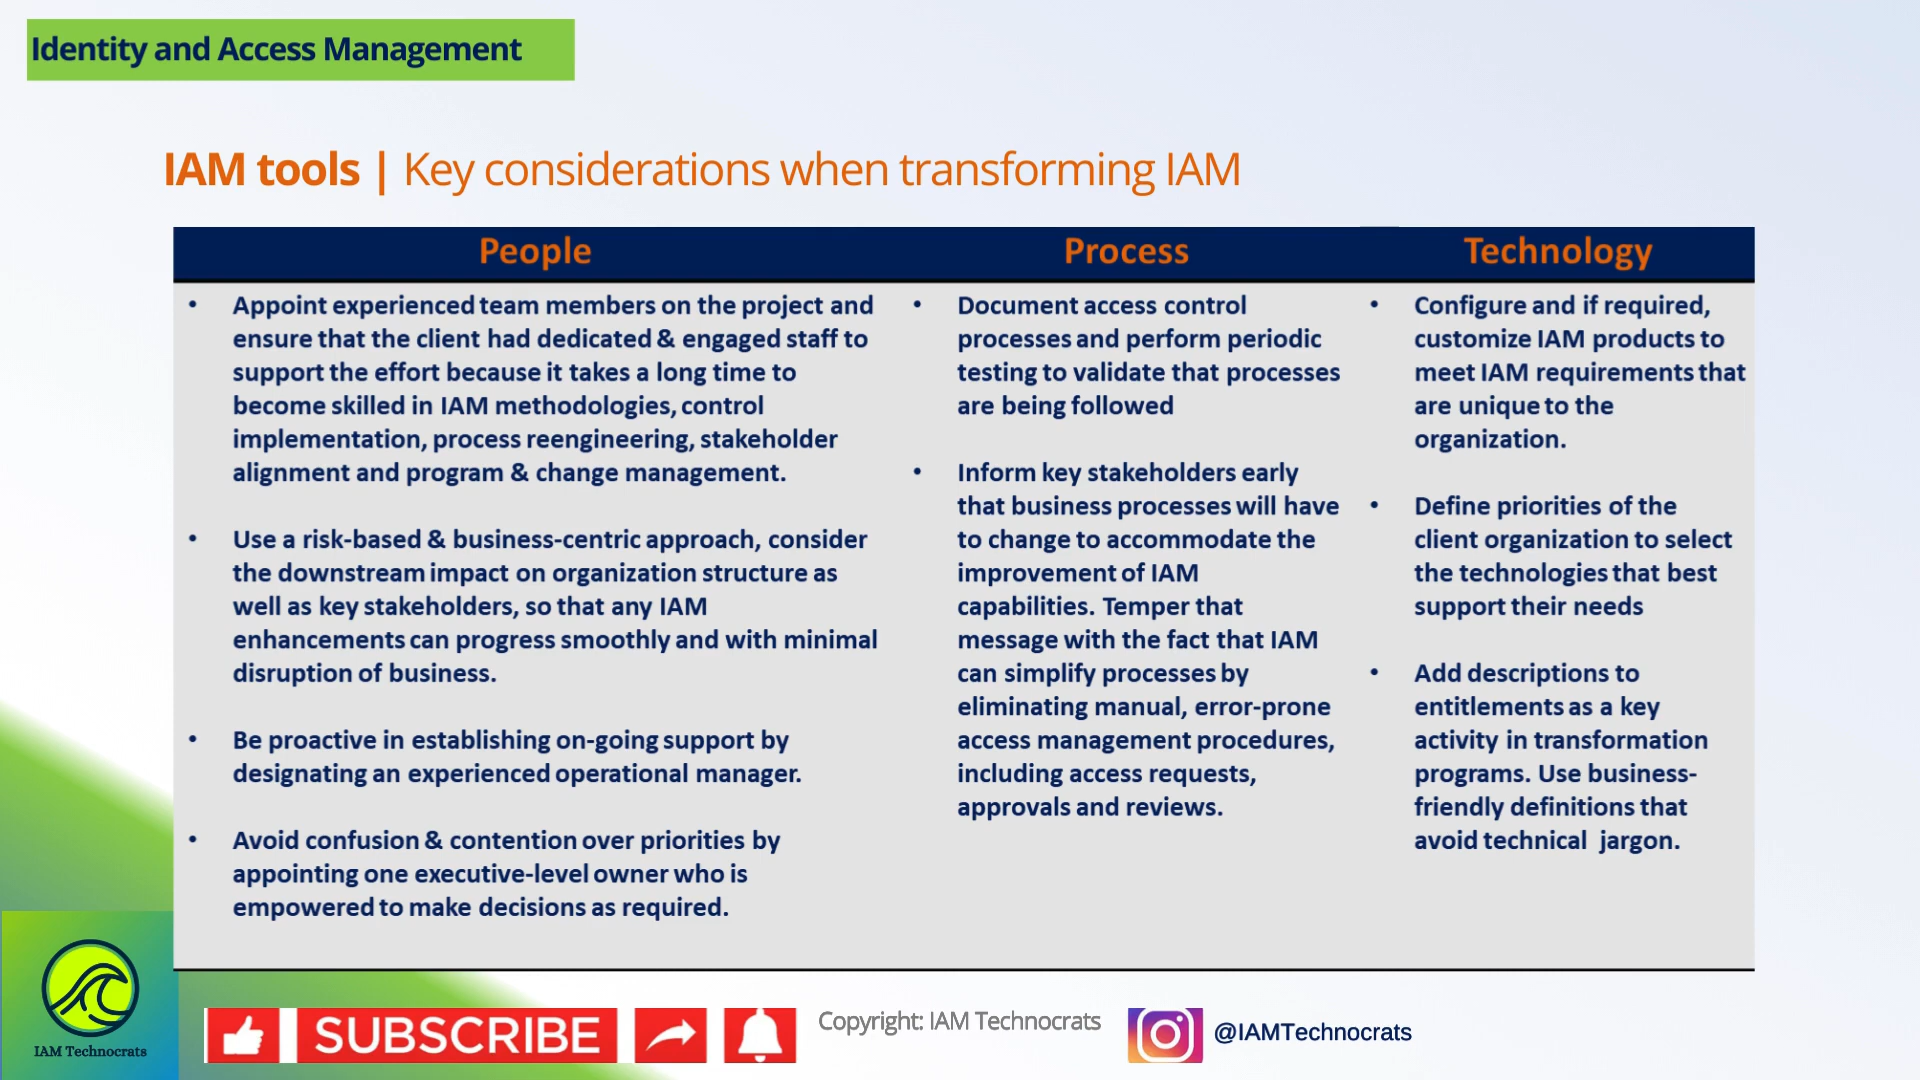 Identity and Access Management
IAM tools | Key considerations when transforming IAM
People
Process
Technology
• Appoint experienced team members on the project and
ensure that the client had dedicated & engaged staff to
support the effort because it takes a long time to
become skilled in IAM methodologies, control
implementation, process reengineering, stakeholder
alignment and program & change management.
• Use a risk-based & business-centric approach, consider
the downstream impact on organization structure as
well as key stakeholders, so that any IAM
enhancements can progress smoothly and with minimal
disruption of business.
• Be proactive in establishing on-going support by
designating an experienced operational manager.
• Avoid confusion & contention over priorities by
appointing one executive-level owner who is
empowered to make decisions as required.
• Document access control
processes and perform periodic
testing to validate that processes
are being followed
• Inform key stakeholders early
that business processes will have
to change to accommodate the
improvement of IAM
capabilities. Temper that
message with the fact that IAM
can simplify processes by
eliminating manual, error-prone
access management procedures,
including access requests,
approvals and reviews.
• Configure and if required,
customize IAM products to
meet IAM requirements that
are unique to the
organization.
• Define priorities of the
client organization to select
the technologies that best
support their needs
• Add descriptions to
entitlements as a key
activity in transformation
programs. Use business-
friendly definitions that
avoid technical jargon.
IAM Technocrats
SUBSCRIBE
Copyright: IAM Technocrats
@IAMTechnocrats